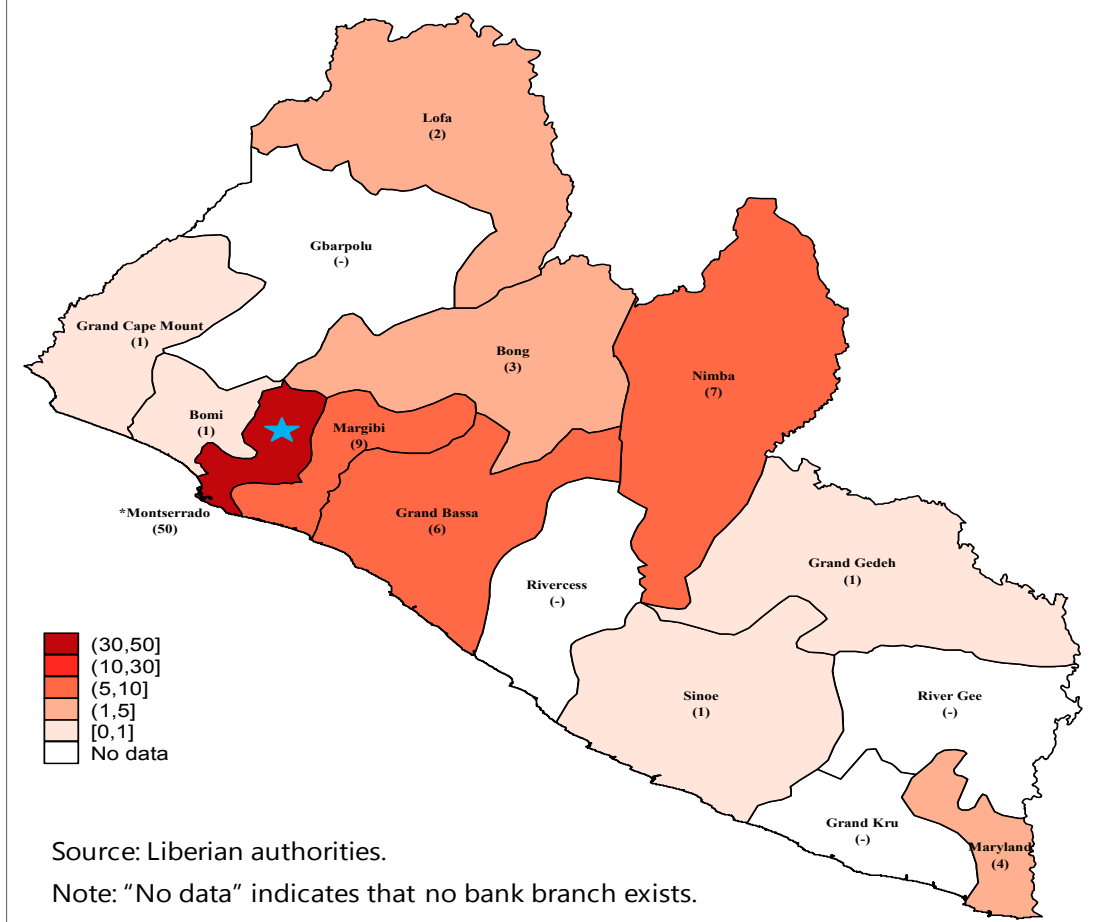 Lofa
(2)
Gbarpolu
(-)
Grand Cape Mount
(1)
Bong
(3)
Nimba
(7)
Bomi
(1)
Margibi
(9)
*Montserrado
(50)
Grand Bassa
(6)
Rivercess
(-)
Grand Gedeh
(1)
Sinoe
(1)
River Gee
(-)
Grand Kru
(-)
Maryland
(4)
(30,50]
(10,30]
(5,10]
(1,5]
[0,1]
No data
Source: Liberian authorities.
Note: “No data” indicates that no bank branch exists.